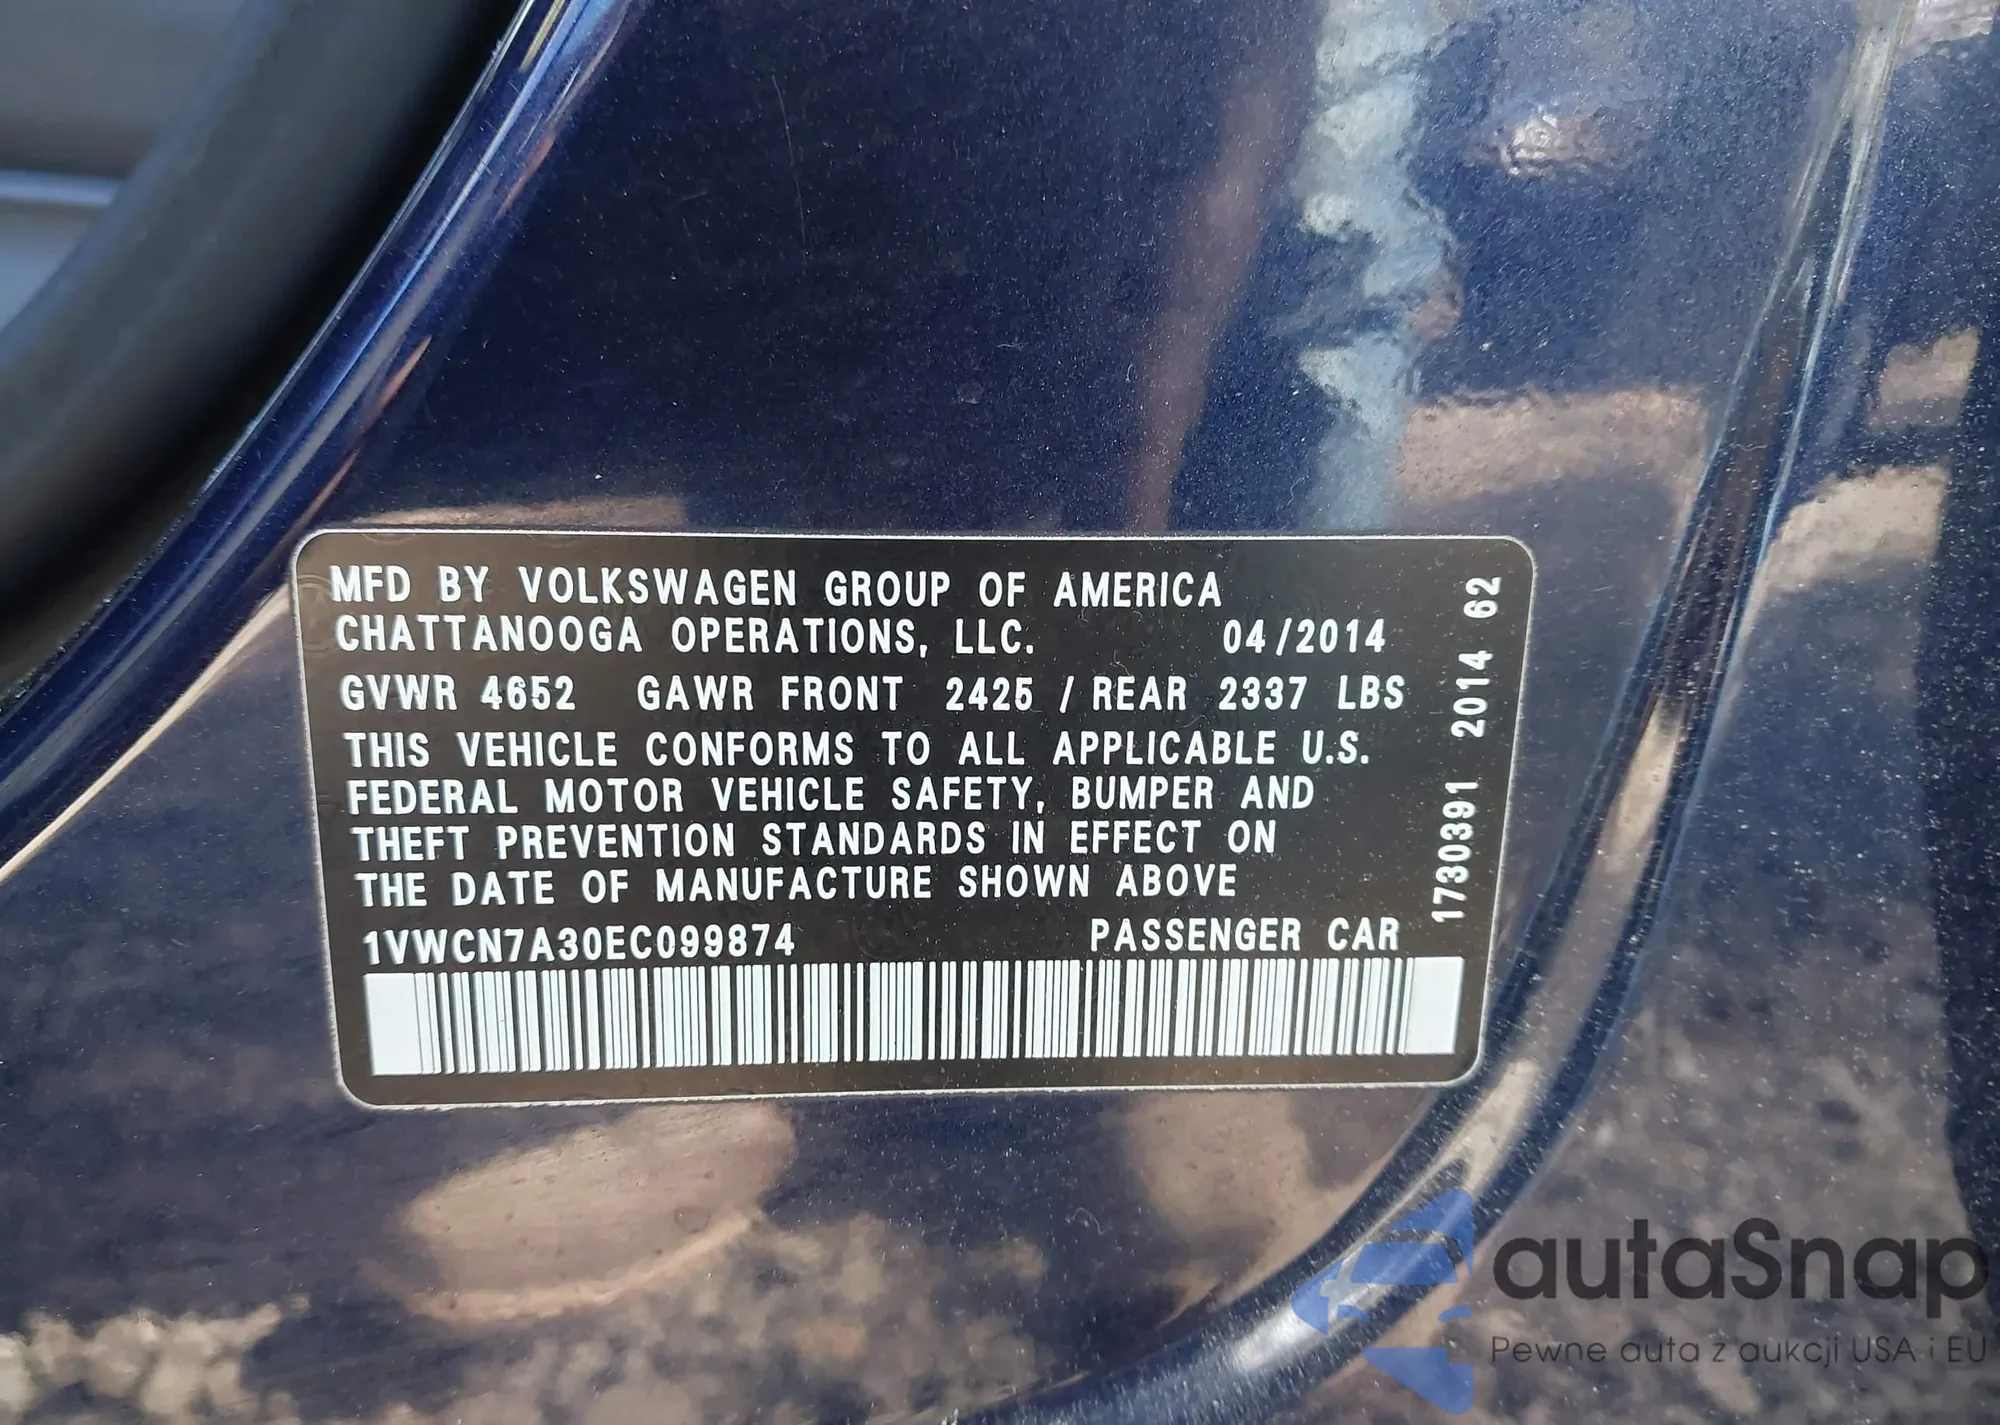 MFD BY VOLKSWAGEN GROUP OF AMERICA
CHATTANOOGA OPERATIONS, LLC. 04/2014
GVWR 4652 GAWR FRONT 2425 / REAR 2337 LBS
THIS VEHICLE CONFORMS TO ALL APPLICABLE U.S.
FEDERAL MOTOR VEHICLE SAFETY, BUMPER AND
THEFT PREVENTION STANDARDS IN EFFECT ON
THE DATE OF MANUFACTURE SHOWN ABOVE
1VWCN7A30EC099874 PASSENGER CAR
1730391 2014 62
autaSnap
Pewne auta z aukcji USA i EU